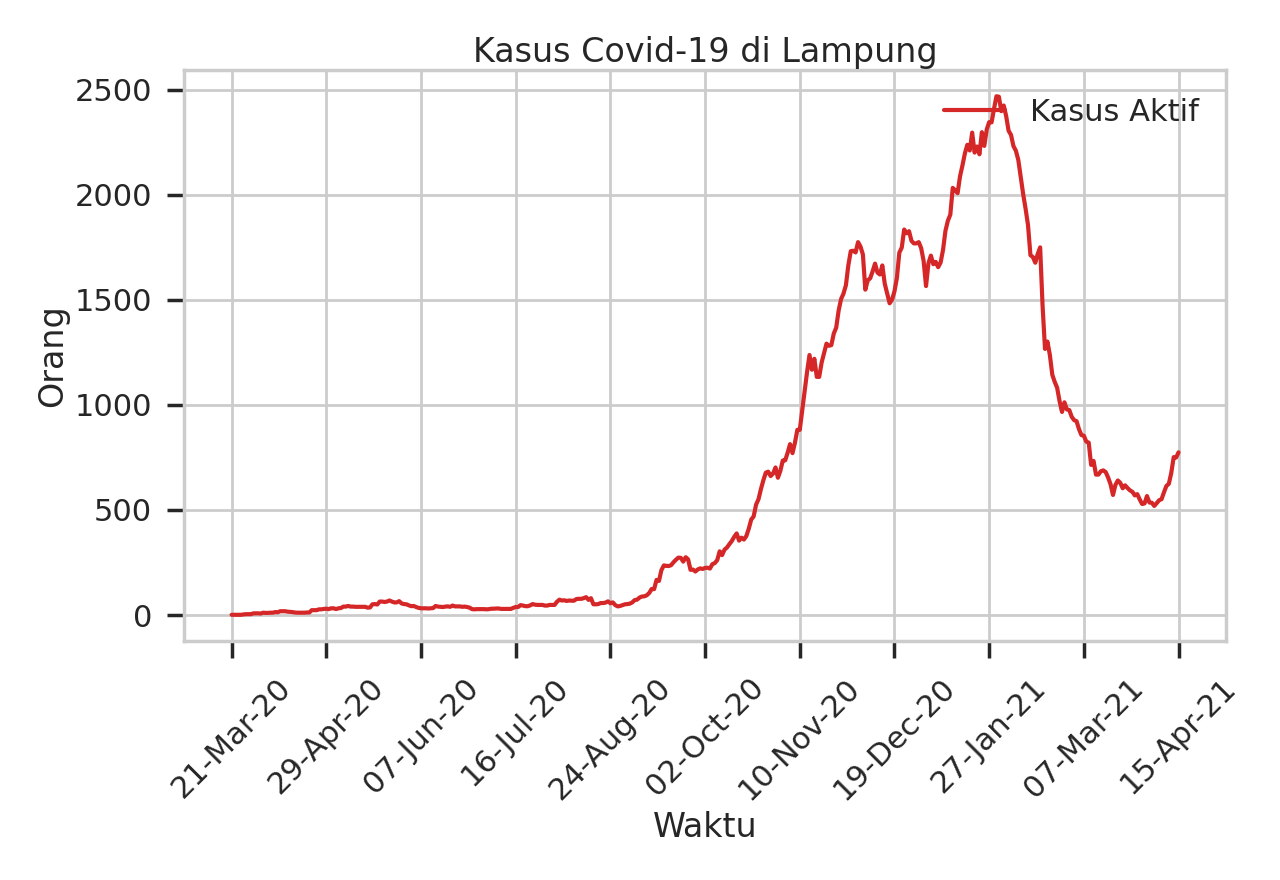 Kasus Covid-19 di Lampung
Kasus Aktif
Orang
2500
2000
1500
1000
500
0
21-Mar-20
29-Apr-20
07-Jun-20
16-Jul-20
24-Aug-20
02-Oct-20
10-Nov-20
19-Dec-20
27-Jan-21
07-Mar-21
15-Apr-21
Waktu